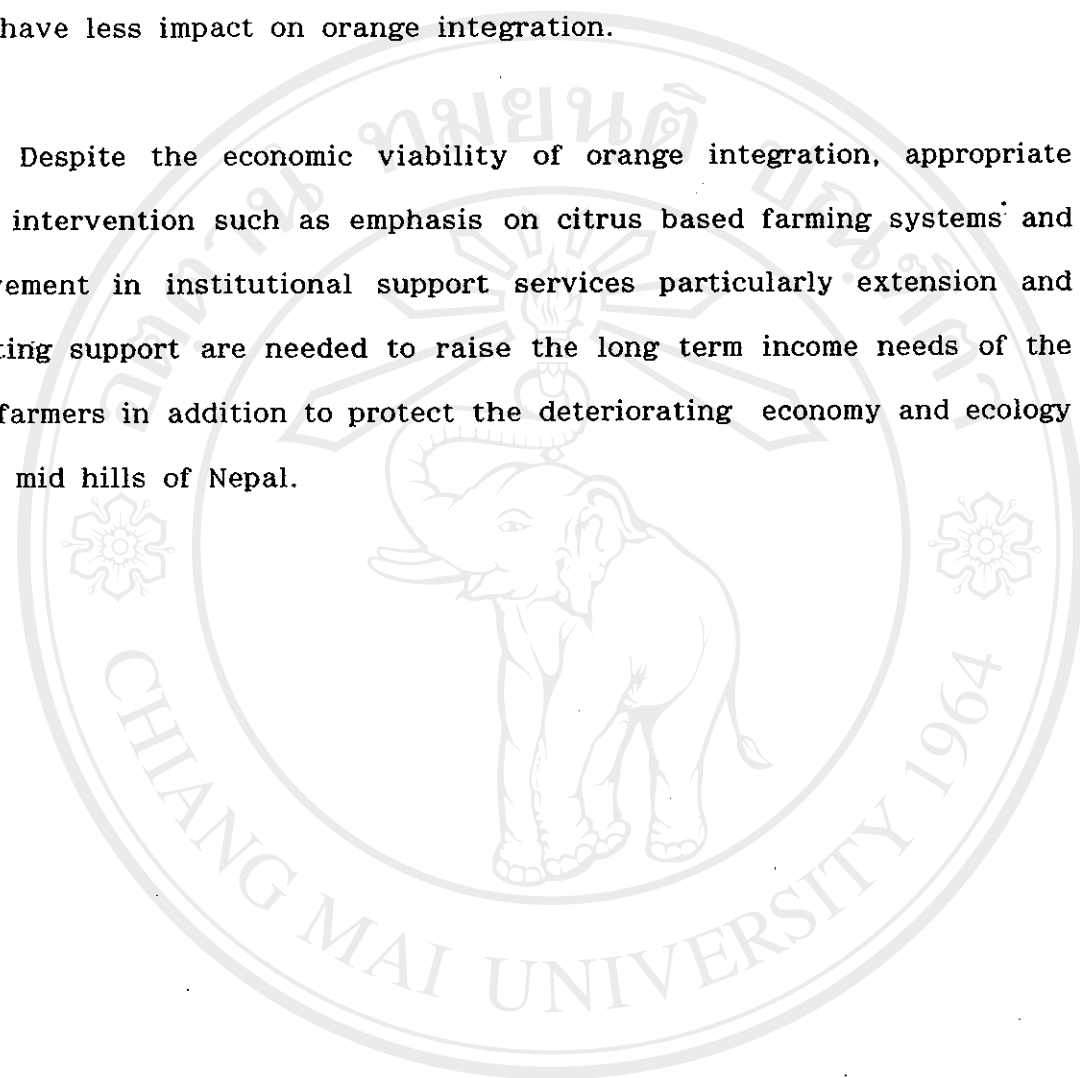 have less impact on orange integration.
Despite the economic viability of orange integration, appropriate
intervention such as emphasis on citrus based farming systems and
ement in institutional support services particularly extension and
ting support are needed to raise the long term income needs of the
farmers in addition to protect the deteriorating economy and ecology
mid hills of Nepal.
CHIANG MAI UNIVERSITY 1964